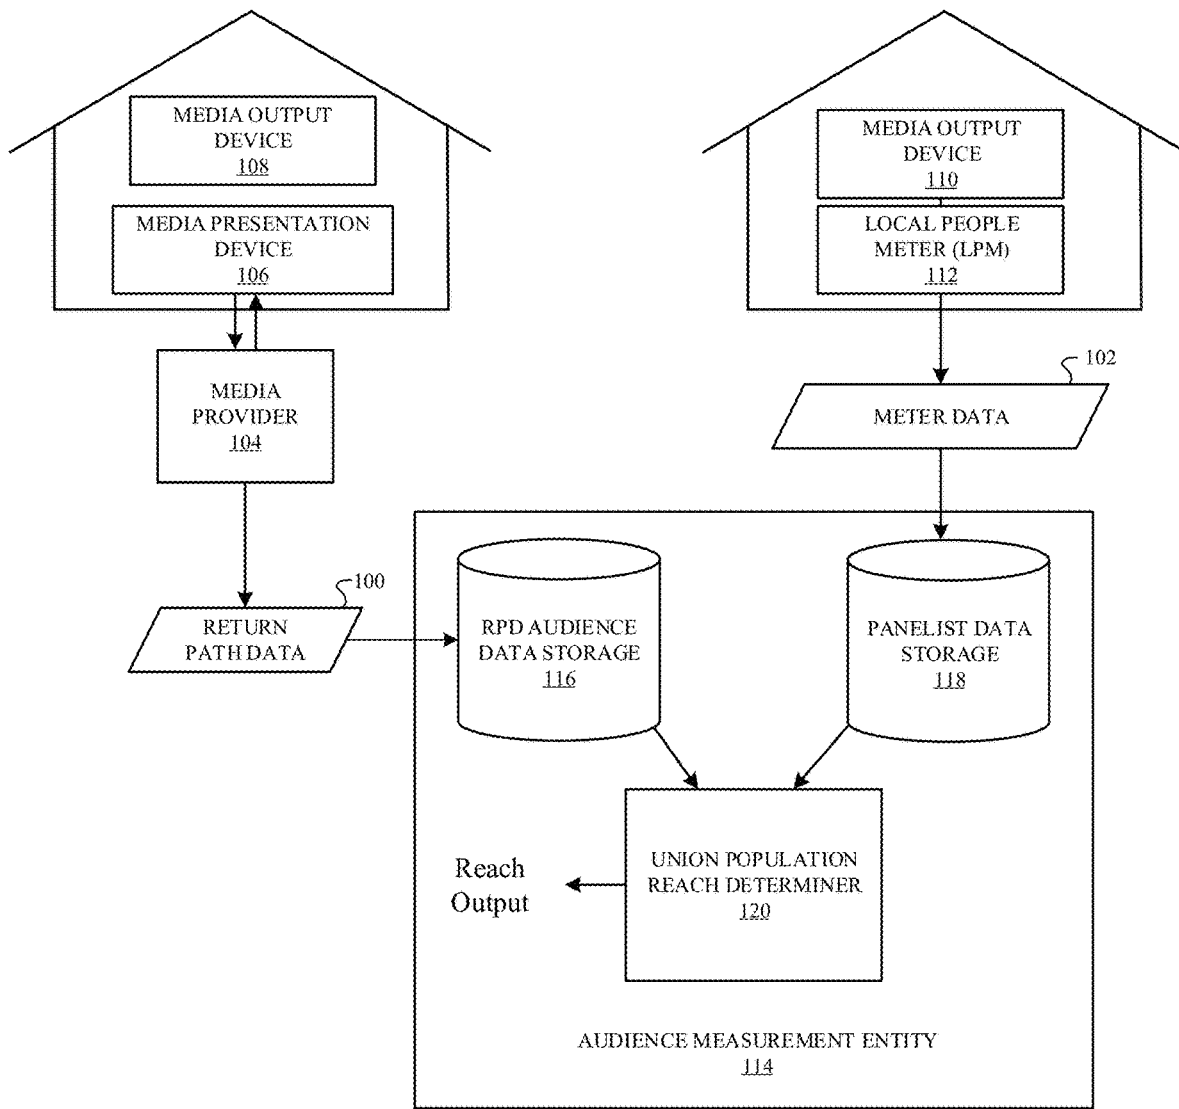 MEDIA OUTPUT
DEVICE
108
MEDIA PRESENTATION
DEVICE
106
MEDIA OUTPUT
DEVICE
110
LOCAL PEOPLE
METER (LPM)
112
MEDIA
PROVIDER
104
102
METER DATA
100
RETURN
PATH DATA
RPD AUDIENCE
DATA STORAGE
116
PANELIST DATA
STORAGE
118
UNION POPULATION
REACH DETERMINER
120
Reach
Output
AUDIENCE MEASUREMENT ENTITY
114